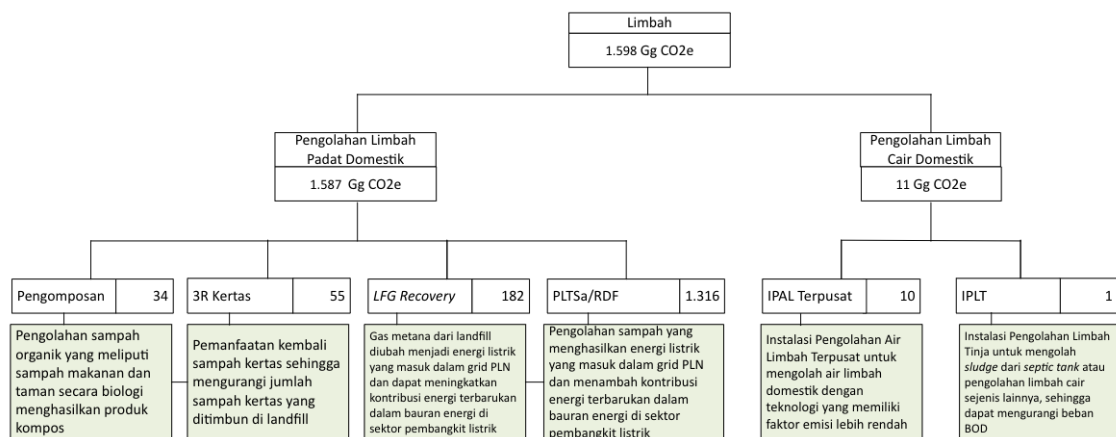 Limbah
1.598 Gg CO2e
Pengolahan Limbah
Padat Domestik
1.587 Gg CO2e
Pengolahan Limbah
Cair Domestik
11 Gg CO2e
Pengomposan 34
3R Kertas 55
LFG Recovery 182
PLTSa/RDF 1.316
IPAL Terpusat 10
IPLT 1
Pengolahan sampah
organik yang meliputi
sampah makanan dan
taman secara biologi
menghasilkan produk
kompos
Pemanfaatan kembali
sampah kertas sehingga
mengurangi jumlah
sampah kertas yang
ditimbun di landfill
Gas metana dari landfill
diubah menjadi energi listrik
yang masuk dalam grid PLN
dan dapat meningkatkan
kontribusi energi terbarukan
dalam bauran energi di
sektor pembangkit listrik
Pengolahan sampah yang
menghasilkan energi listrik
yang masuk dalam grid PLN
dan menambah kontribusi
energi terbarukan dalam
bauran energi di sektor
pembangkit listrik
Instalasi Pengolahan Air
Limbah Terpusat untuk
mengolah air limbah
domestik dengan
teknologi yang memiliki
faktor emisi lebih rendah
Instalasi Pengolahan Limbah
Tinja untuk mengolah
sludge dari septic tank atau
pengolahan limbah cair
sejenis lainnya, sehingga
dapat mengurangi beban
BOD